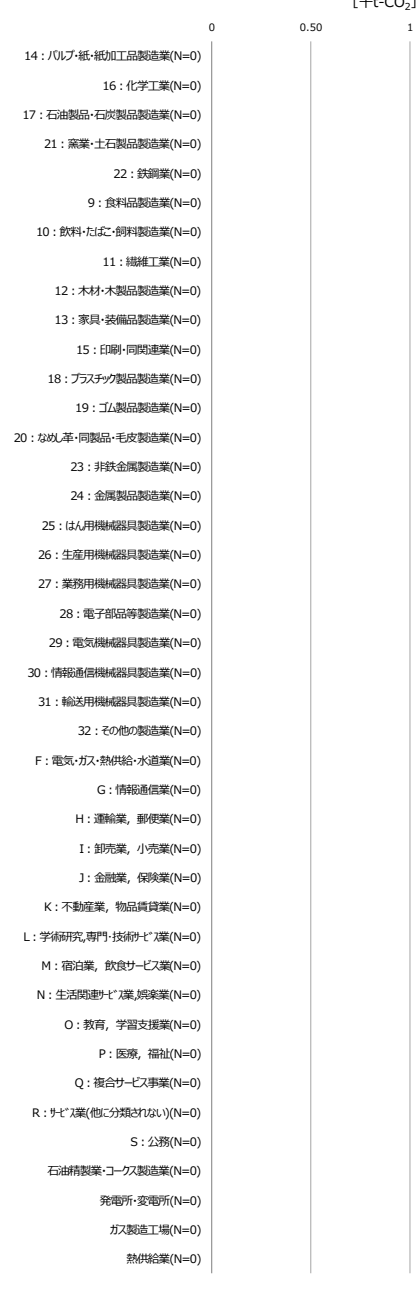 [千t-CO₂]
0 0.50 1
14：パルプ・紙・紙加工品製造業(N=0)
16：化学工業(N=0)
17：石油製品・石炭製品製造業(N=0)
21：窯業・土石製品製造業(N=0)
22：鉄鋼業(N=0)
9：食料品製造業(N=0)
10：飲料・たばこ・飼料製造業(N=0)
11：繊維工業(N=0)
12：木材・木製品製造業(N=0)
13：家具・装備品製造業(N=0)
15：印刷・同関連業(N=0)
18：プラスチック製品製造業(N=0)
19：ゴム製品製造業(N=0)
20：なめし革・同製品・毛皮製造業(N=0)
23：非鉄金属製造業(N=0)
24：金属製品製造業(N=0)
25：はん用機械器具製造業(N=0)
26：生産用機械器具製造業(N=0)
27：業務用機械器具製造業(N=0)
28：電子部品等製造業(N=0)
29：電気機械器具製造業(N=0)
30：情報通信機械器具製造業(N=0)
31：輸送用機械器具製造業(N=0)
32：その他の製造業(N=0)
F：電気・ガス・熱供給・水道業(N=0)
G：情報通信業(N=0)
H：運輸業，郵便業(N=0)
I：卸売業，小売業(N=0)
J：金融業，保険業(N=0)
K：不動産業，物品賃貸業(N=0)
L：学術研究,専門・技術ｻｰﾋﾞｽ業(N=0)
M：宿泊業，飲食サービス業(N=0)
N：生活関連ｻｰﾋﾞｽ業,娯楽業(N=0)
O：教育，学習支援業(N=0)
P：医療，福祉(N=0)
Q：複合サービス事業(N=0)
R：ｻｰﾋﾞｽ業(他に分類されない)(N=0)
S：公務(N=0)
石油精製業・コークス製造業(N=0)
発電所・変電所(N=0)
ガス製造工場(N=0)
熱供給業(N=0)